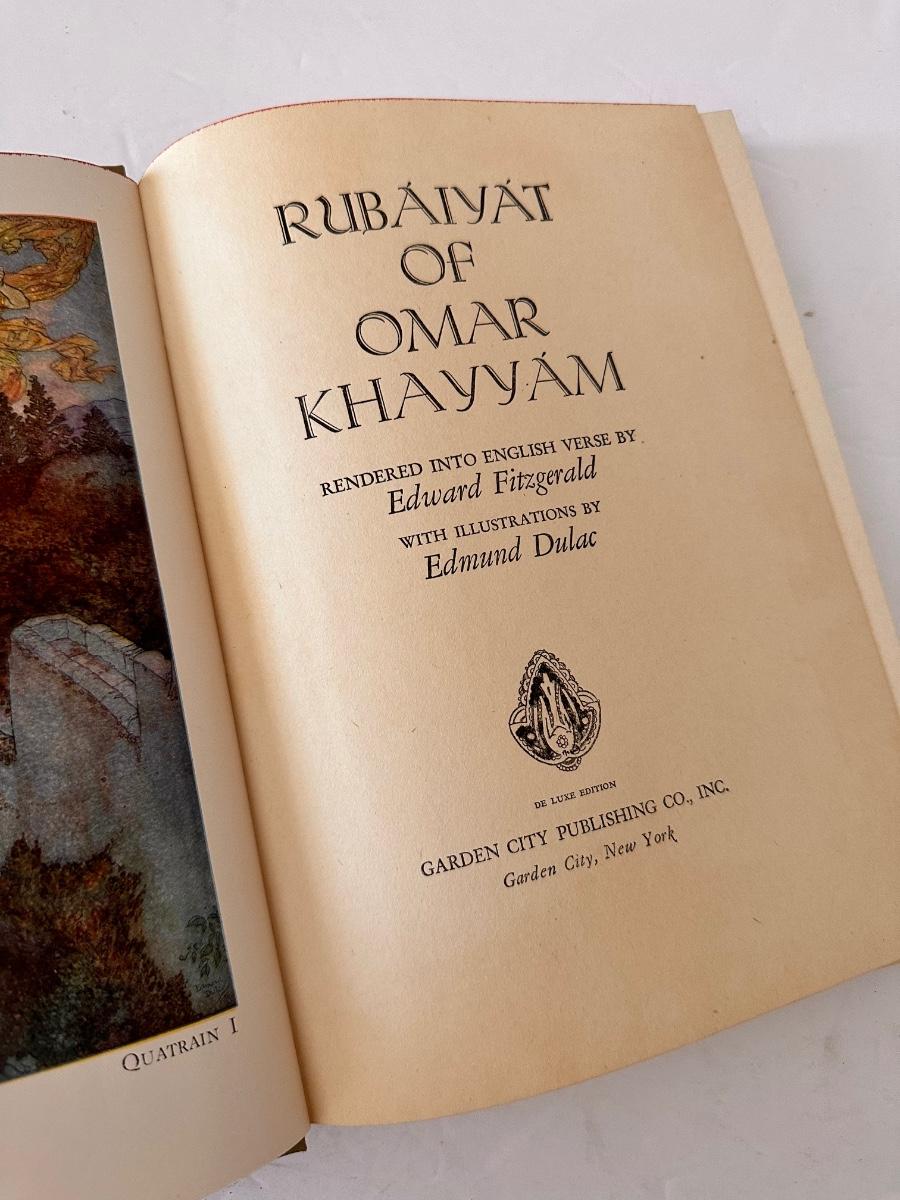 QUATRAIN I
RUBÁIYÁT
OF
OMAR
KHAYYÁM
RENDERED INTO ENGLISH VERSE BY
Edward Fitzgerald
WITH ILLUSTRATIONS BY
Edmund Dulac
DE LUXE EDITION
GARDEN CITY PUBLISHING CO., INC.
Garden City, New York